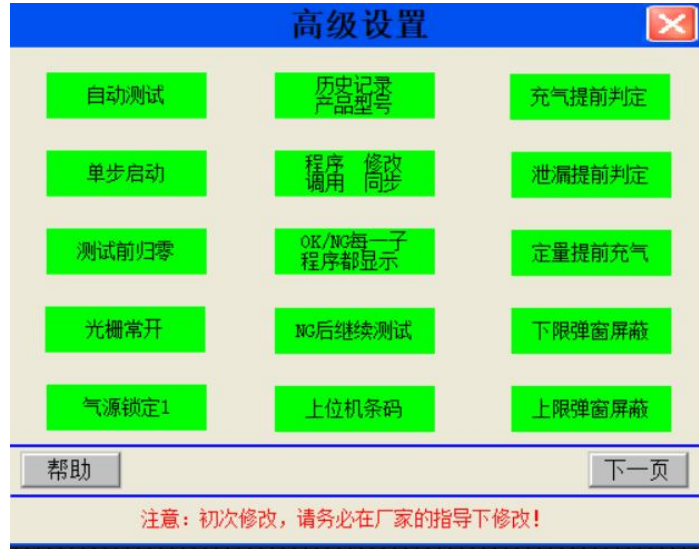 高级设置
自动测试
历史记录
产品型号
充气提前判定
单步启动
程序 修改
调用 同步
泄漏提前判定
测试前归零
OK/NG每一子
程序都显示
定量提前充气
光栅常开
NG后继续测试
下限弹窗屏蔽
气源锁定1
上位机条码
上限弹窗屏蔽
帮助
下一页
注意：初次修改，请务必在厂家的指导下修改！